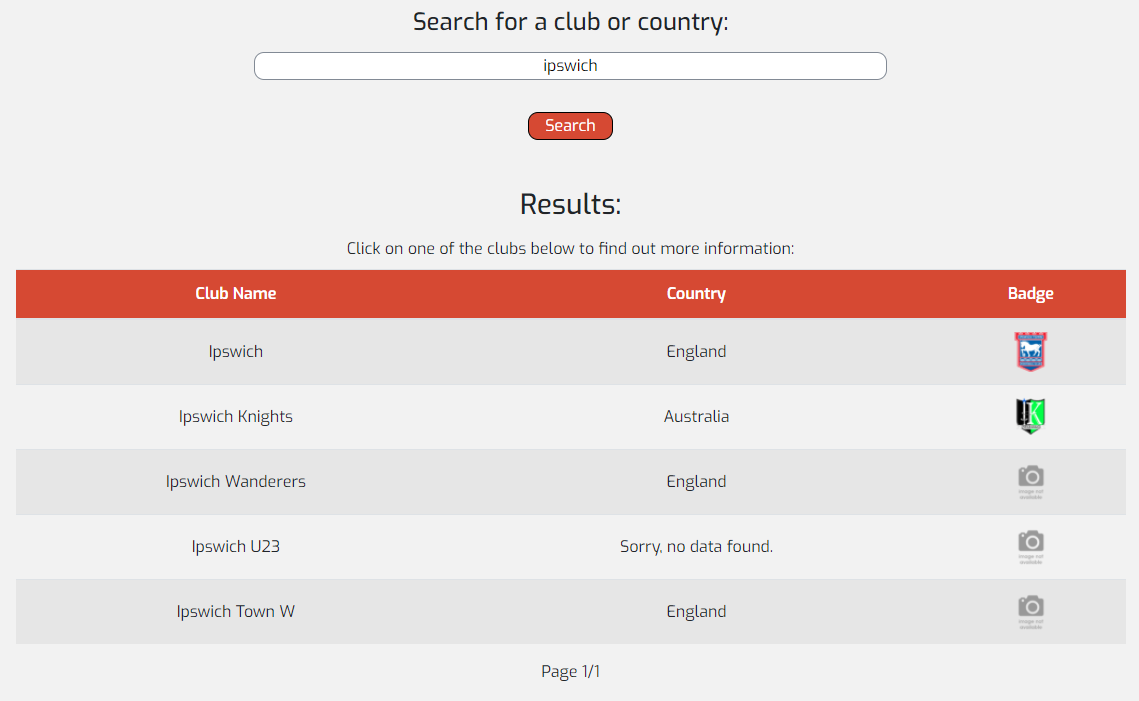 Search for a club or country:
ipswich
Search
Results:
Click on one of the clubs below to find out more information:
Club Name Country Badge
Ipswich England
Ipswich Knights Australia
Ipswich Wanderers England
image not
available
Ipswich U23 Sorry, no data found.
image not
available
Ipswich Town W England
image not
available
Page 1/1